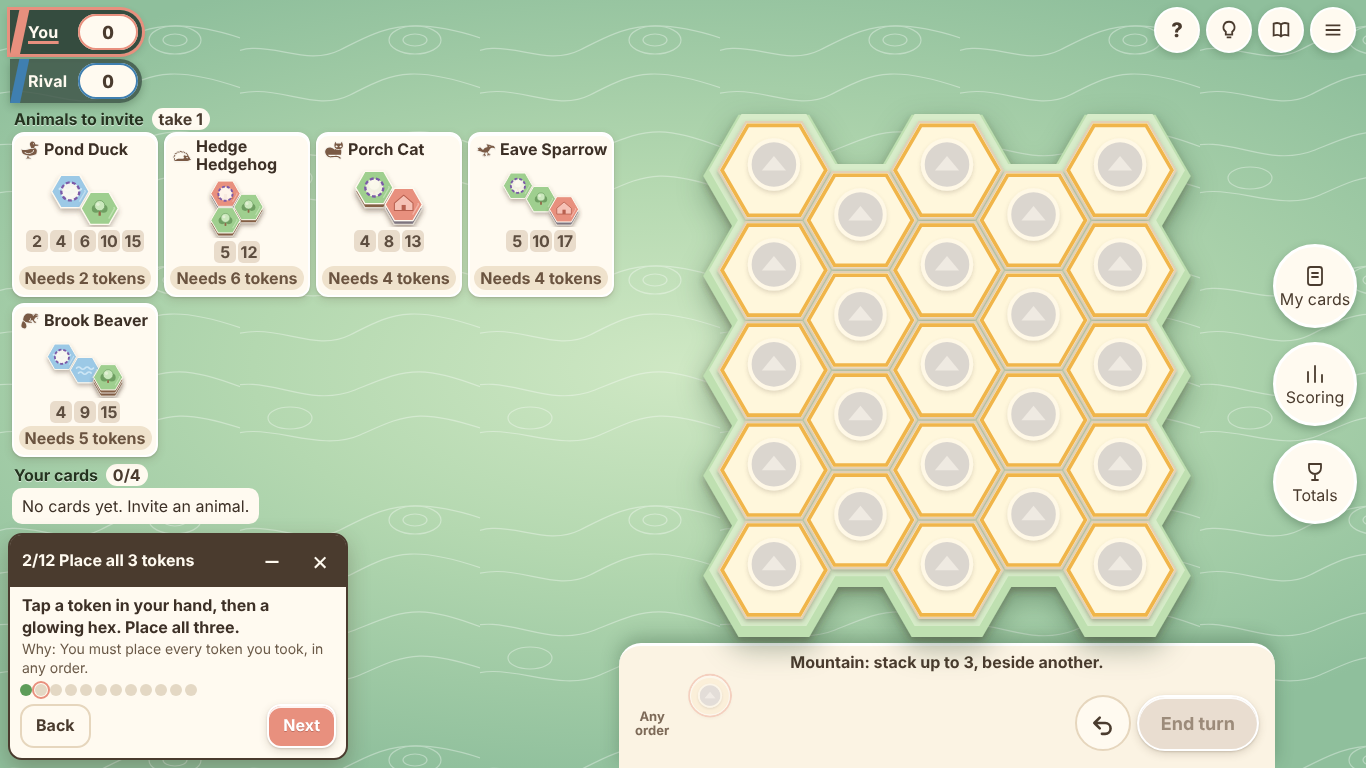 You 0
Rival 0
?
Animals to invite take 1
Pond Duck
2 4 6 10 15
Needs 2 tokens
Hedge
Hedgehog
5 12
Needs 6 tokens
Porch Cat
4 8 13
Needs 4 tokens
Eave Sparrow
5 10 17
Needs 4 tokens
Brook Beaver
4 9 15
Needs 5 tokens
Your cards 0/4
No cards yet. Invite an animal.
2/12 Place all 3 tokens
Tap a token in your hand, then a
glowing hex. Place all three.
Why: You must place every token you took, in
any order.
Back
Next
My cards
Scoring
Totals
Mountain: stack up to 3, beside another.
Any
order
End turn